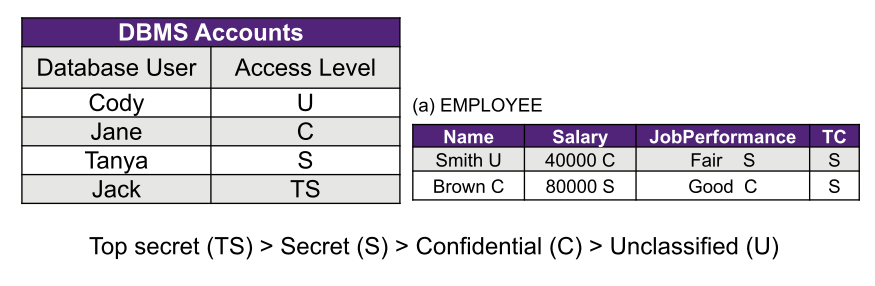 DBMS Accounts
Database User Access Level
Cody U
Jane C
Tanya S
Jack TS
(a) EMPLOYEE
Name Salary JobPerformance TC
Smith U 40000 C Fair S S
Brown C 80000 S Good C S
Top secret (TS) > Secret (S) > Confidential (C) > Unclassified (U)